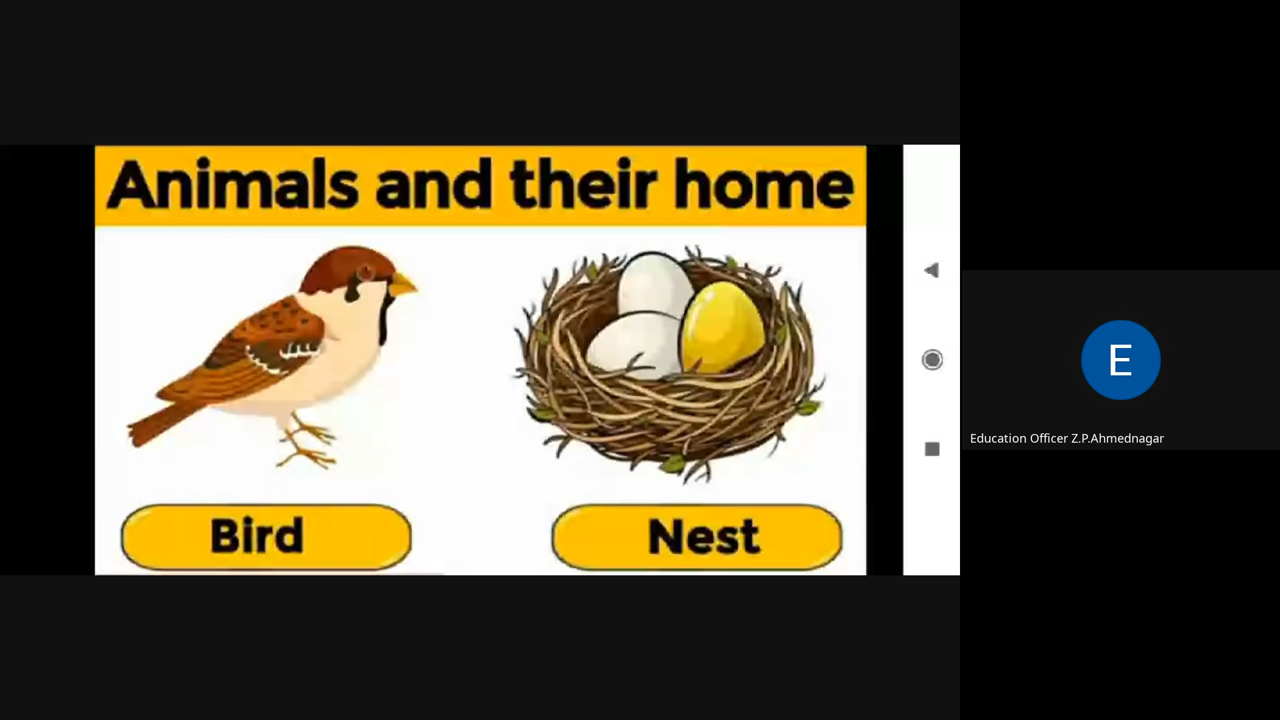 Animals and their home
Bird
Nest
E
Education Officer Z.P.Ahmednagar